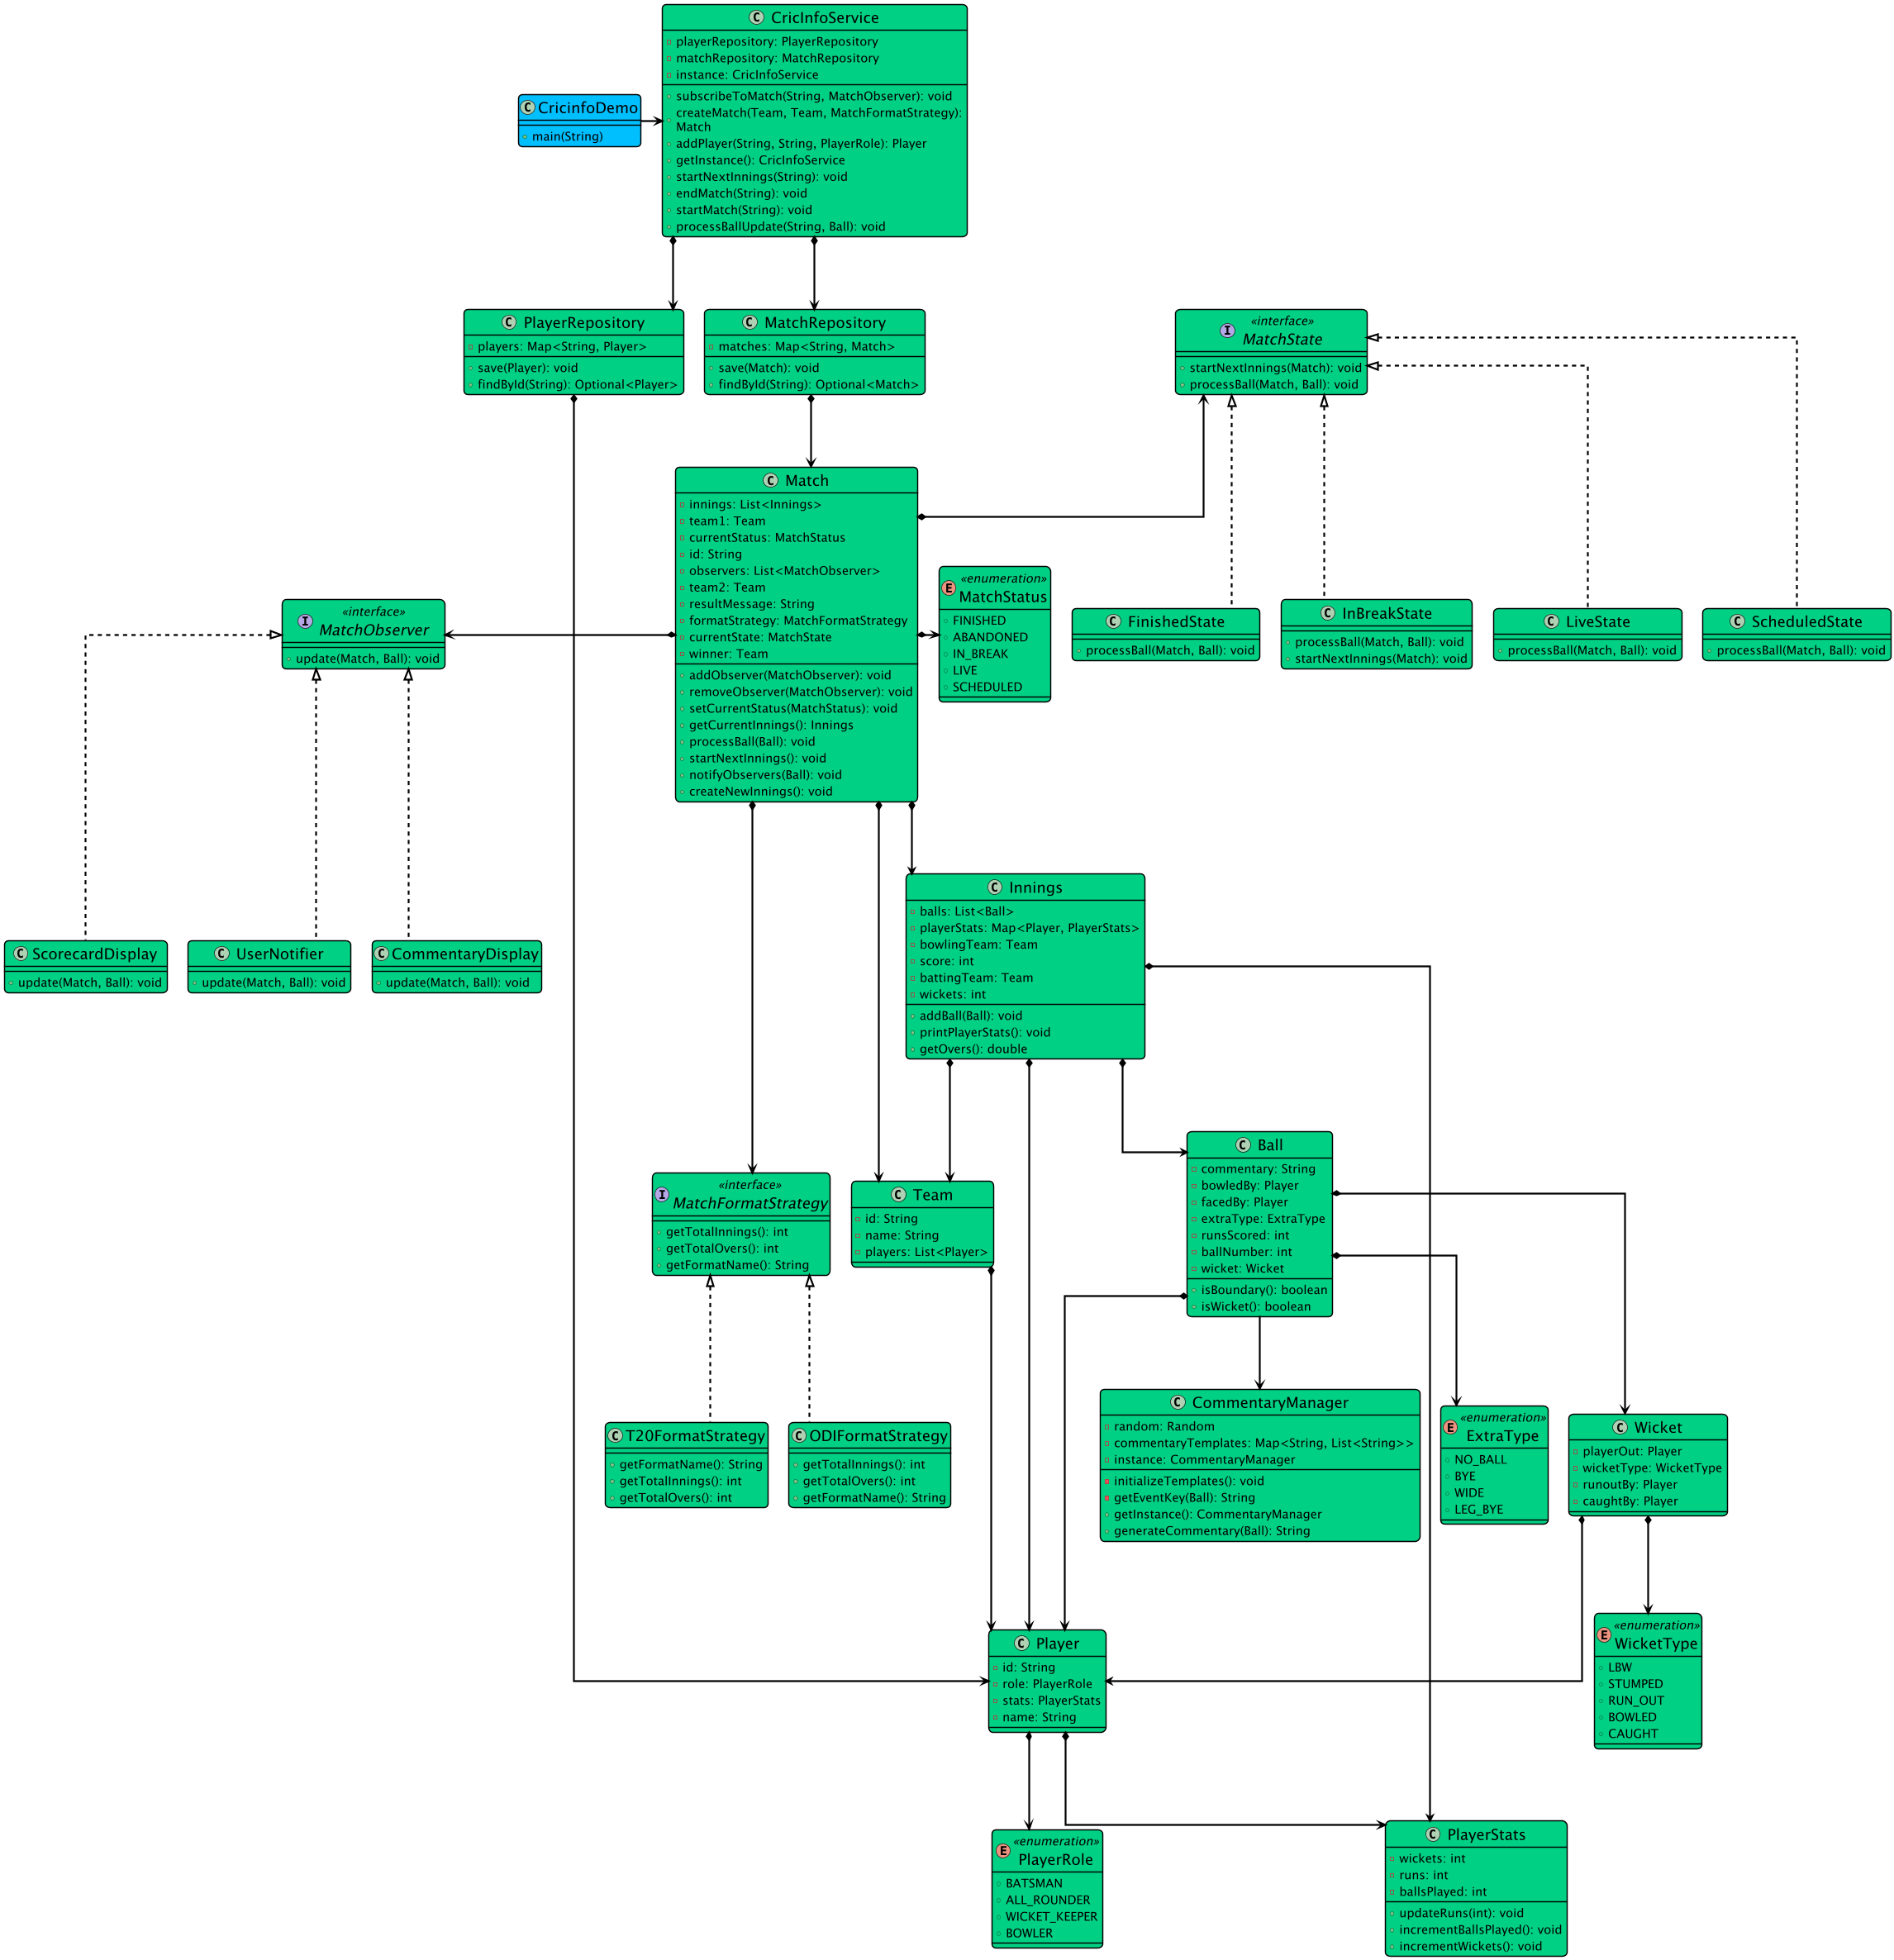 CricInfoService
playerRepository: PlayerRepository
matchRepository: MatchRepository
instance: CricInfoService
subscribeToMatch(String, MatchObserver): void
createMatch(Team, Team, MatchFormatStrategy):
Match
addPlayer(String, String, PlayerRole): Player
getInstance(): CricInfoService
startNextInnings(String): void
endMatch(String): void
startMatch(String): void
processBallUpdate(String, Ball): void
CricinfoDemo
main(String)
PlayerRepository
players: Map<String, Player>
save(Player): void
findById(String): Optional<Player>
MatchRepository
matches: Map<String, Match>
save(Match): void
findById(String): Optional<Match>
«interface»
MatchState
startNextInnings(Match): void
processBall(Match, Ball): void
Match
innings: List<Innings>
team1: Team
currentStatus: MatchStatus
id: String
observers: List<MatchObserver>
team2: Team
resultMessage: String
formatStrategy: MatchFormatStrategy
currentState: MatchState
winner: Team
addObserver(MatchObserver): void
removeObserver(MatchObserver): void
setCurrentStatus(MatchStatus): void
getCurrentInnings(): Innings
processBall(Ball): void
startNextInnings(): void
notifyObservers(Ball): void
createNewInnings(): void
«enumeration»
MatchStatus
FINISHED
ABANDONED
IN_BREAK
LIVE
SCHEDULED
«interface»
MatchObserver
update(Match, Ball): void
FinishedState
processBall(Match, Ball): void
InBreakState
processBall(Match, Ball): void
startNextInnings(Match): void
LiveState
processBall(Match, Ball): void
ScheduledState
processBall(Match, Ball): void
ScorecardDisplay
update(Match, Ball): void
UserNotifier
update(Match, Ball): void
CommentaryDisplay
update(Match, Ball): void
Innings
balls: List<Ball>
playerStats: Map<Player, PlayerStats>
bowlingTeam: Team
score: int
battingTeam: Team
wickets: int
addBall(Ball): void
printPlayerStats(): void
getOvers(): double
«interface»
MatchFormatStrategy
getTotalInnings(): int
getTotalOvers(): int
getFormatName(): String
Team
id: String
name: String
players: List<Player>
Ball
commentary: String
bowledBy: Player
facedBy: Player
extraType: ExtraType
runsScored: int
ballNumber: int
wicket: Wicket
isBoundary(): boolean
isWicket(): boolean
T20FormatStrategy
getFormatName(): String
getTotalInnings(): int
getTotalOvers(): int
ODIFormatStrategy
getTotalInnings(): int
getTotalOvers(): int
getFormatName(): String
CommentaryManager
random: Random
commentaryTemplates: Map<String, List<String>>
instance: CommentaryManager
initializeTemplates(): void
getEventKey(Ball): String
getInstance(): CommentaryManager
generateCommentary(Ball): String
«enumeration»
ExtraType
NO_BALL
BYE
WIDE
LEG_BYE
Wicket
playerOut: Player
wicketType: WicketType
runoutBy: Player
caughtBy: Player
«enumeration»
WicketType
LBW
STUMPED
RUN_OUT
BOWLED
CAUGHT
Player
id: String
role: PlayerRole
stats: PlayerStats
name: String
«enumeration»
PlayerRole
BATSMAN
ALL_ROUNDER
WICKET_KEEPER
BOWLER
PlayerStats
wickets: int
runs: int
ballsPlayed: int
updateRuns(int): void
incrementBallsPlayed(): void
incrementWickets(): void